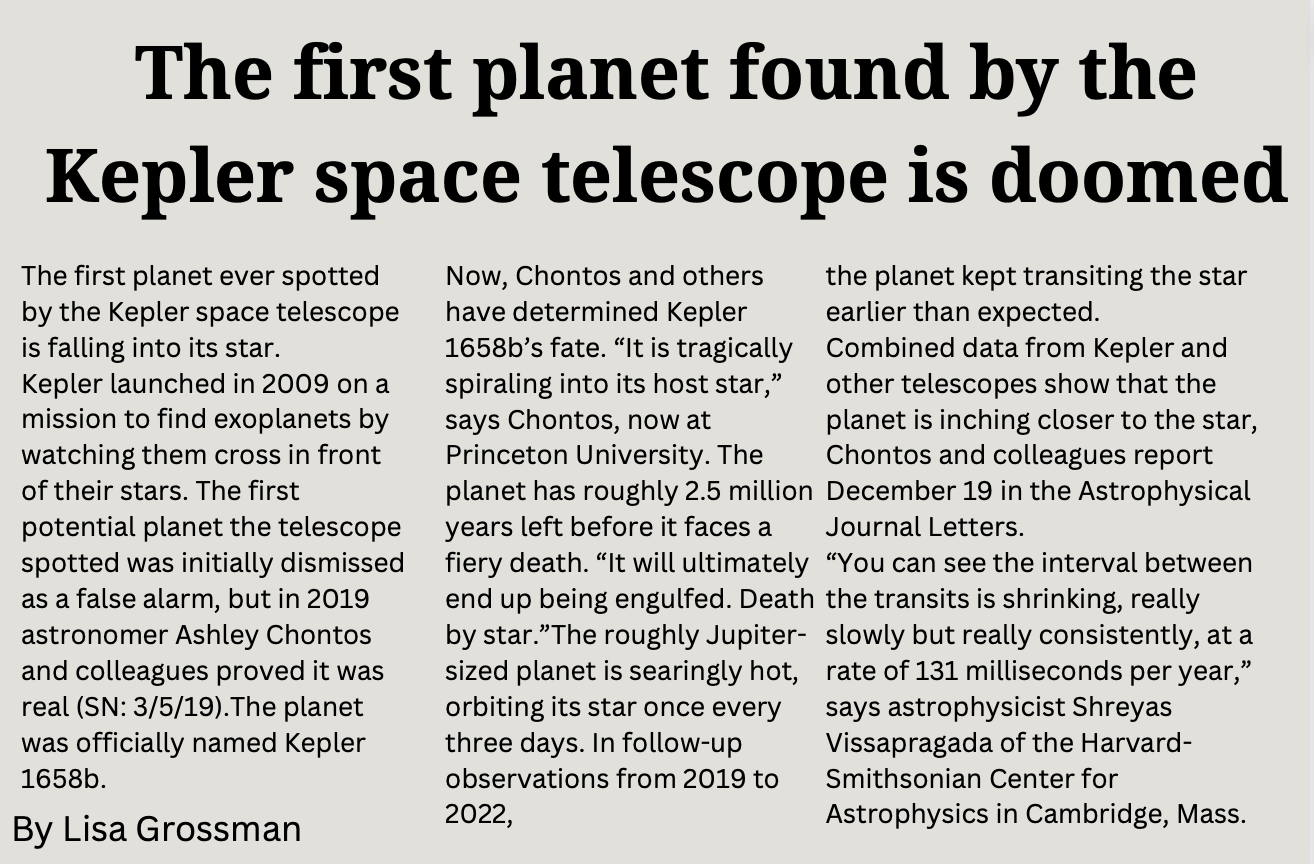 The first planet found by the
Kepler space telescope is doomed
The first planet ever spotted
by the Kepler space telescope
is falling into its star.
Kepler launched in 2009 on a
mission to find exoplanets by
watching them cross in front
of their stars. The first
potential planet the telescope
spotted was initially dismissed
as a false alarm, but in 2019
astronomer Ashley Chontos
and colleagues proved it was
real (SN: 3/5/19).The planet
was officially named Kepler
1658b.
By Lisa Grossman
Now, Chontos and others
have determined Kepler
1658b’s fate. “It is tragically
spiraling into its host star,”
says Chontos, now at
Princeton University. The
planet has roughly 2.5 million
years left before it faces a
fiery death. “It will ultimately
end up being engulfed. Death
by star.”The roughly Jupiter-
sized planet is searingly hot,
orbiting its star once every
three days. In follow-up
observations from 2019 to
2022,
the planet kept transiting the star
earlier than expected.
Combined data from Kepler and
other telescopes show that the
planet is inching closer to the star,
Chontos and colleagues report
December 19 in the Astrophysical
Journal Letters.
“You can see the interval between
the transits is shrinking, really
slowly but really consistently, at a
rate of 131 milliseconds per year,”
says astrophysicist Shreyas
Vissapragada of the Harvard-
Smithsonian Center for
Astrophysics in Cambridge, Mass.